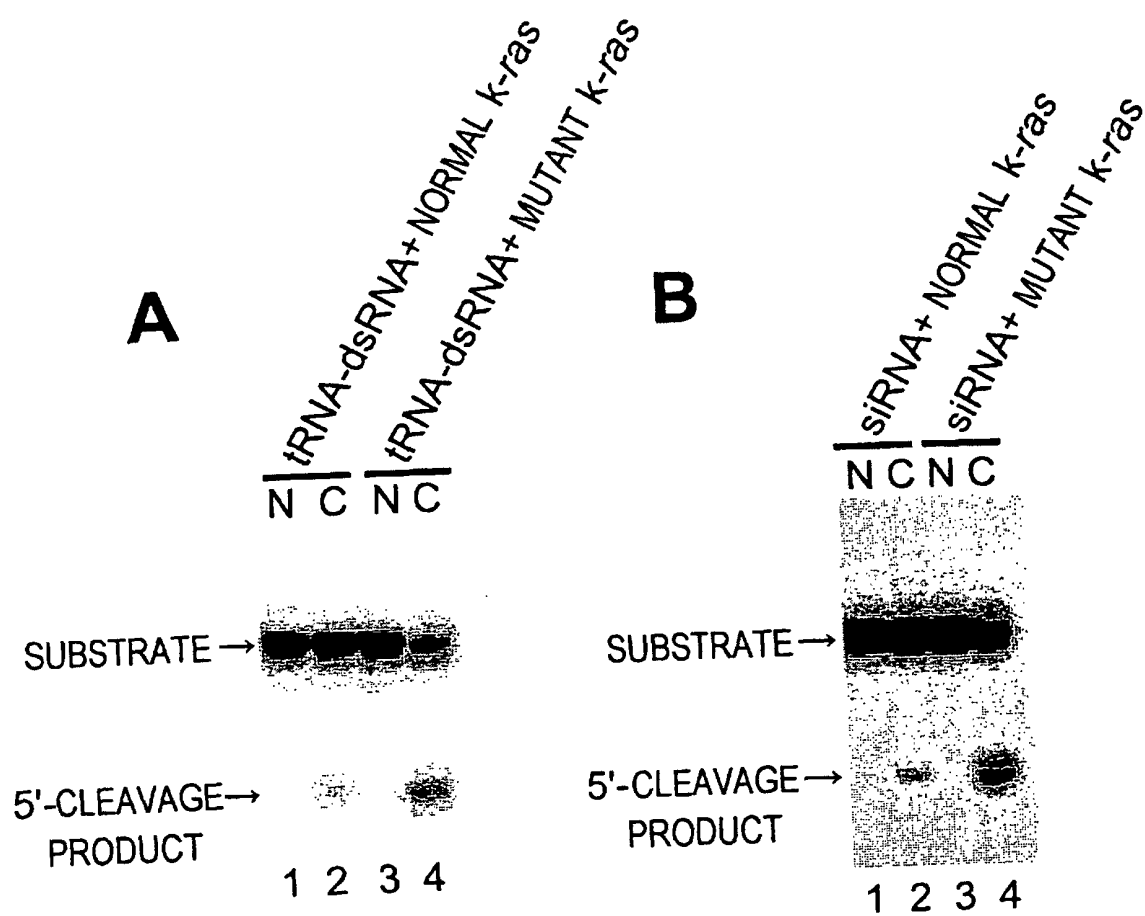 A
tRNA-dsRNA+ NORMAL k-ras
tRNA-dsRNA+ MUTANT k-ras
N C N C
SUBSTRATE →
5'-CLEAVAGE →
PRODUCT
1 2 3 4
B
siRNA+ NORMAL k-ras
siRNA+ MUTANT k-ras
N C N C
SUBSTRATE →
5'-CLEAVAGE →
PRODUCT
1 2 3 4